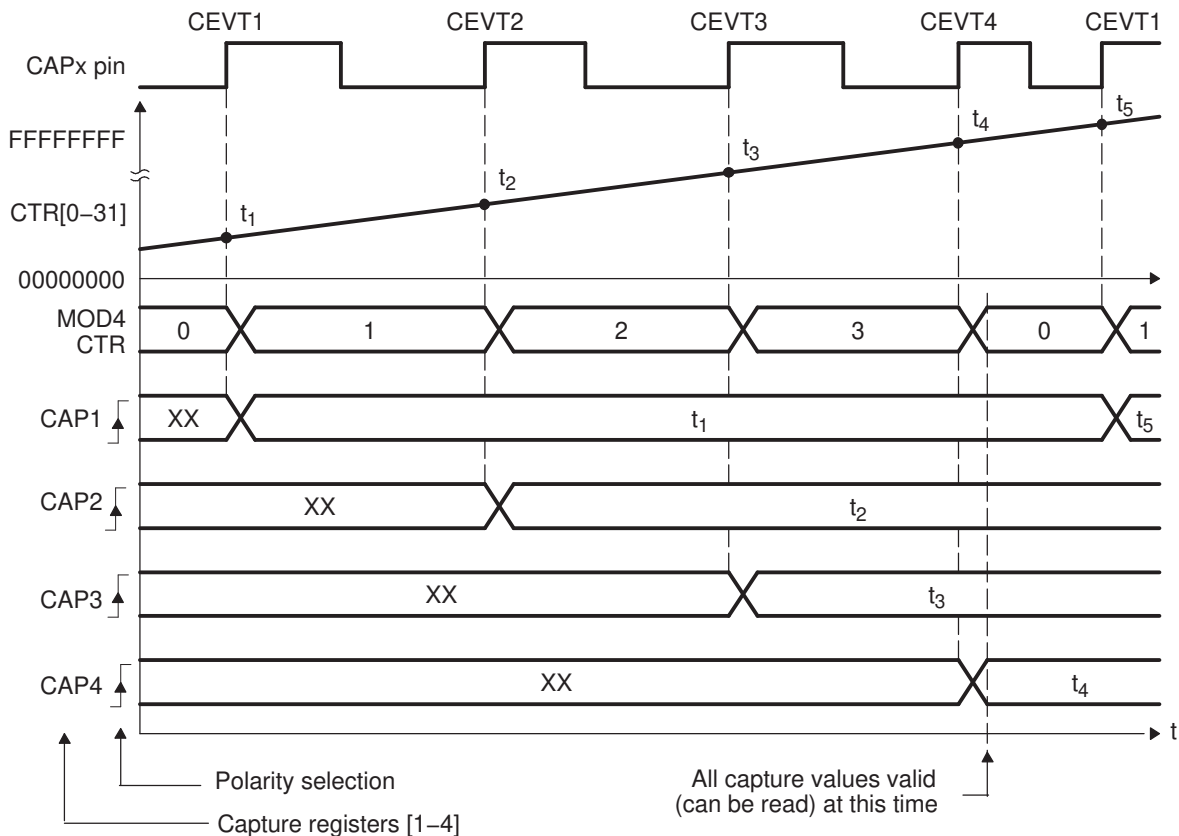 CEVT1 CEVT2 CEVT3 CEVT4 CEVT1
CAPx pin
t5
FFFFFFFF
t4
t3
t2
CTR[0−31]
t1
00000000
MOD4
CTR
0 1 2 3 0 1
CAP1 XX t1 t5
CAP2 XX t2
CAP3 XX t3
CAP4 XX t4
t
Polarity selection
All capture values valid
(can be read) at this time
Capture registers [1−4]